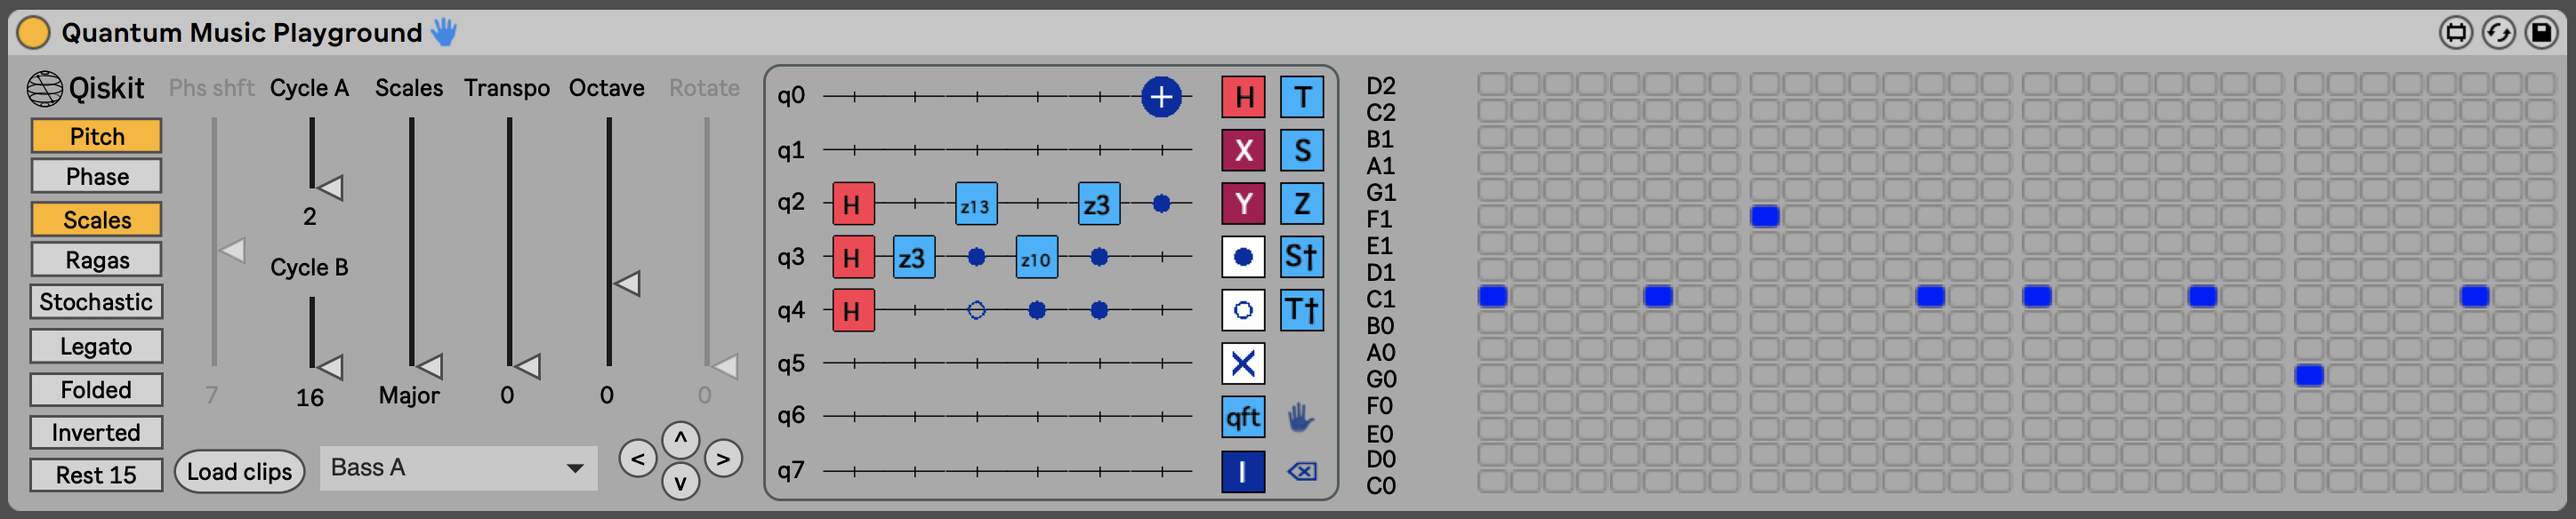 Quantum Music Playground
Qiskit
Phs shft
Cycle A
Scales
Transpo
Octave
Rotate
Pitch
Phase
Scales
Ragas
Stochastic
Legato
Folded
Inverted
Rest 15
7
2
Cycle B
16
Major
0
0
0
Load clips
Bass A
< ^ v >
q0
q1
q2 H z13 z3
q3 H z3 z10
q4 H
q5
q6
q7
H T
X S
Y Z
S†
T†
qft
I
D2
C2
B1
A1
G1
F1
E1
D1
C1
B0
A0
G0
F0
E0
D0
C0